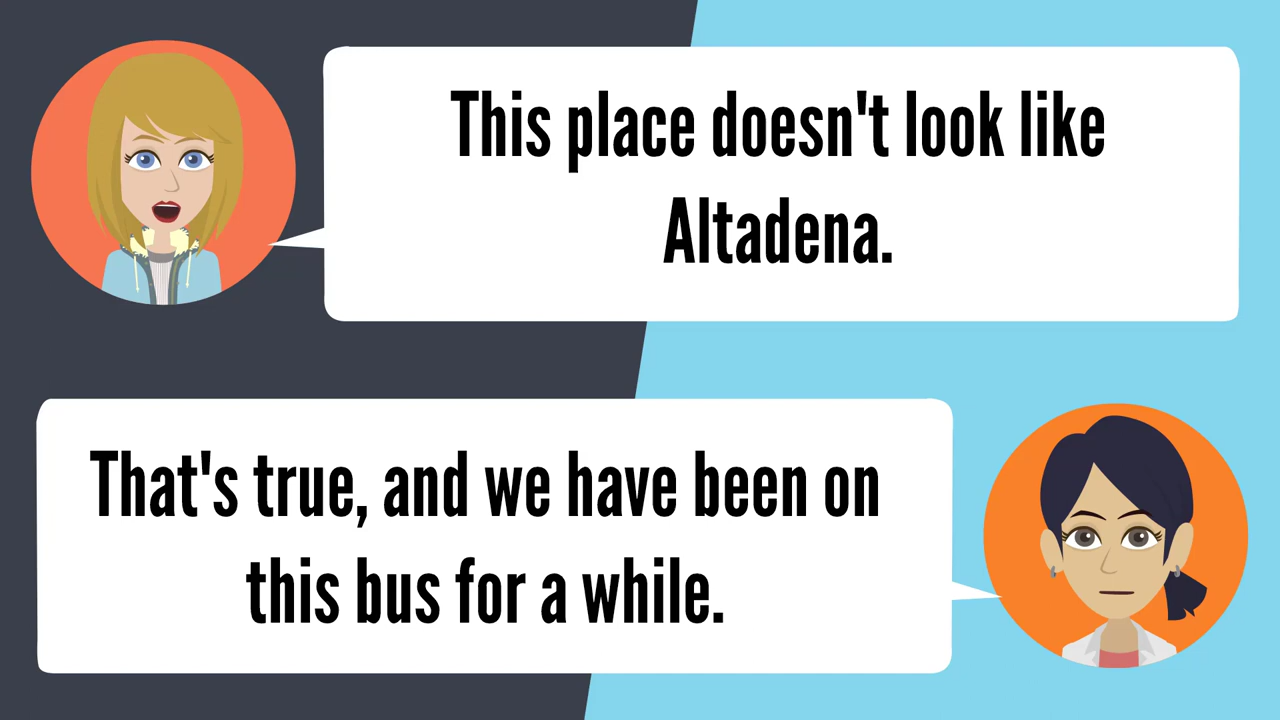 This place doesn't look like
Altadena.
That's true, and we have been on
this bus for a while.